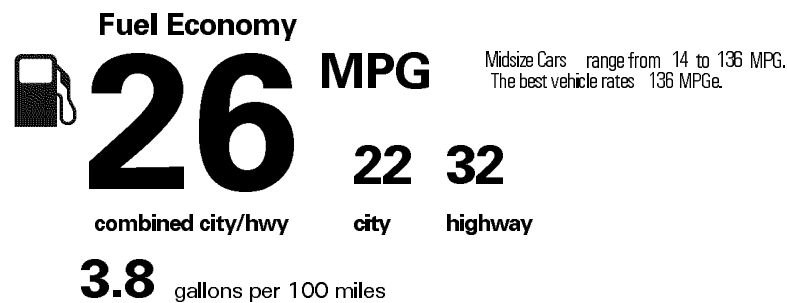 Fuel Economy
26 MPG
Midsize Cars range from 14 to 136 MPG.
The best vehicle rates 136 MPGe.
22 32
combined city/hwy city highway
3.8 gallons per 100 miles